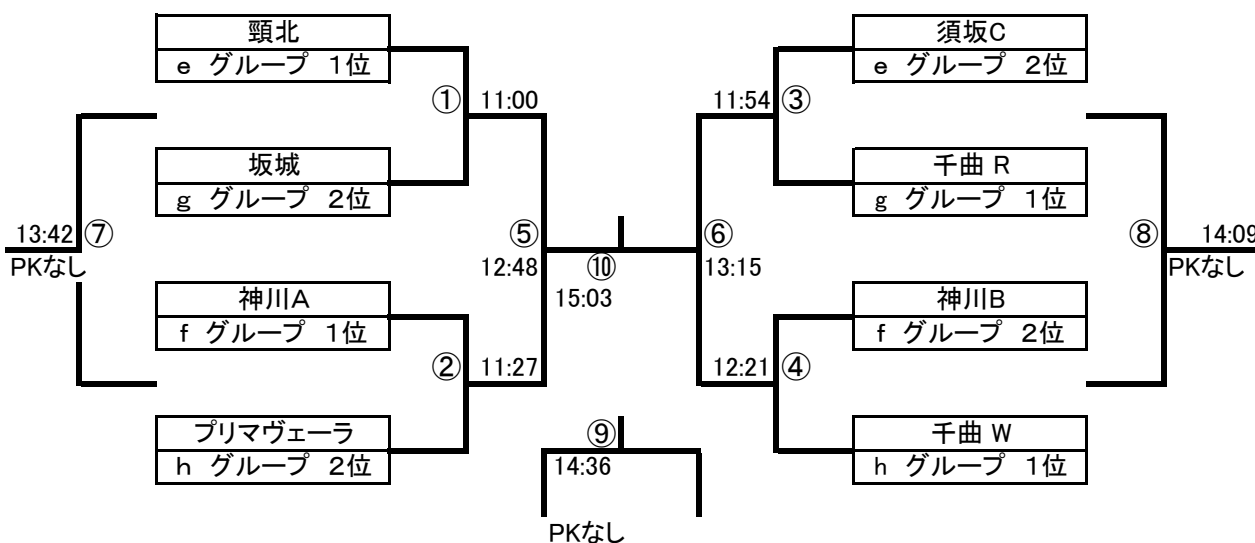 頸北
e グループ 1位
須坂C
e グループ 2位
① 11:00
11:54 ③
坂城
g グループ 2位
千曲 R
g グループ 1位
13:42 ⑦
PKなし
⑤
12:48
⑩
15:03
⑥
13:15
⑧ 14:09
PKなし
神川A
f グループ 1位
神川B
f グループ 2位
② 11:27
12:21 ④
プリマヴェーラ
h グループ 2位
⑨
14:36
PKなし
千曲 W
h グループ 1位